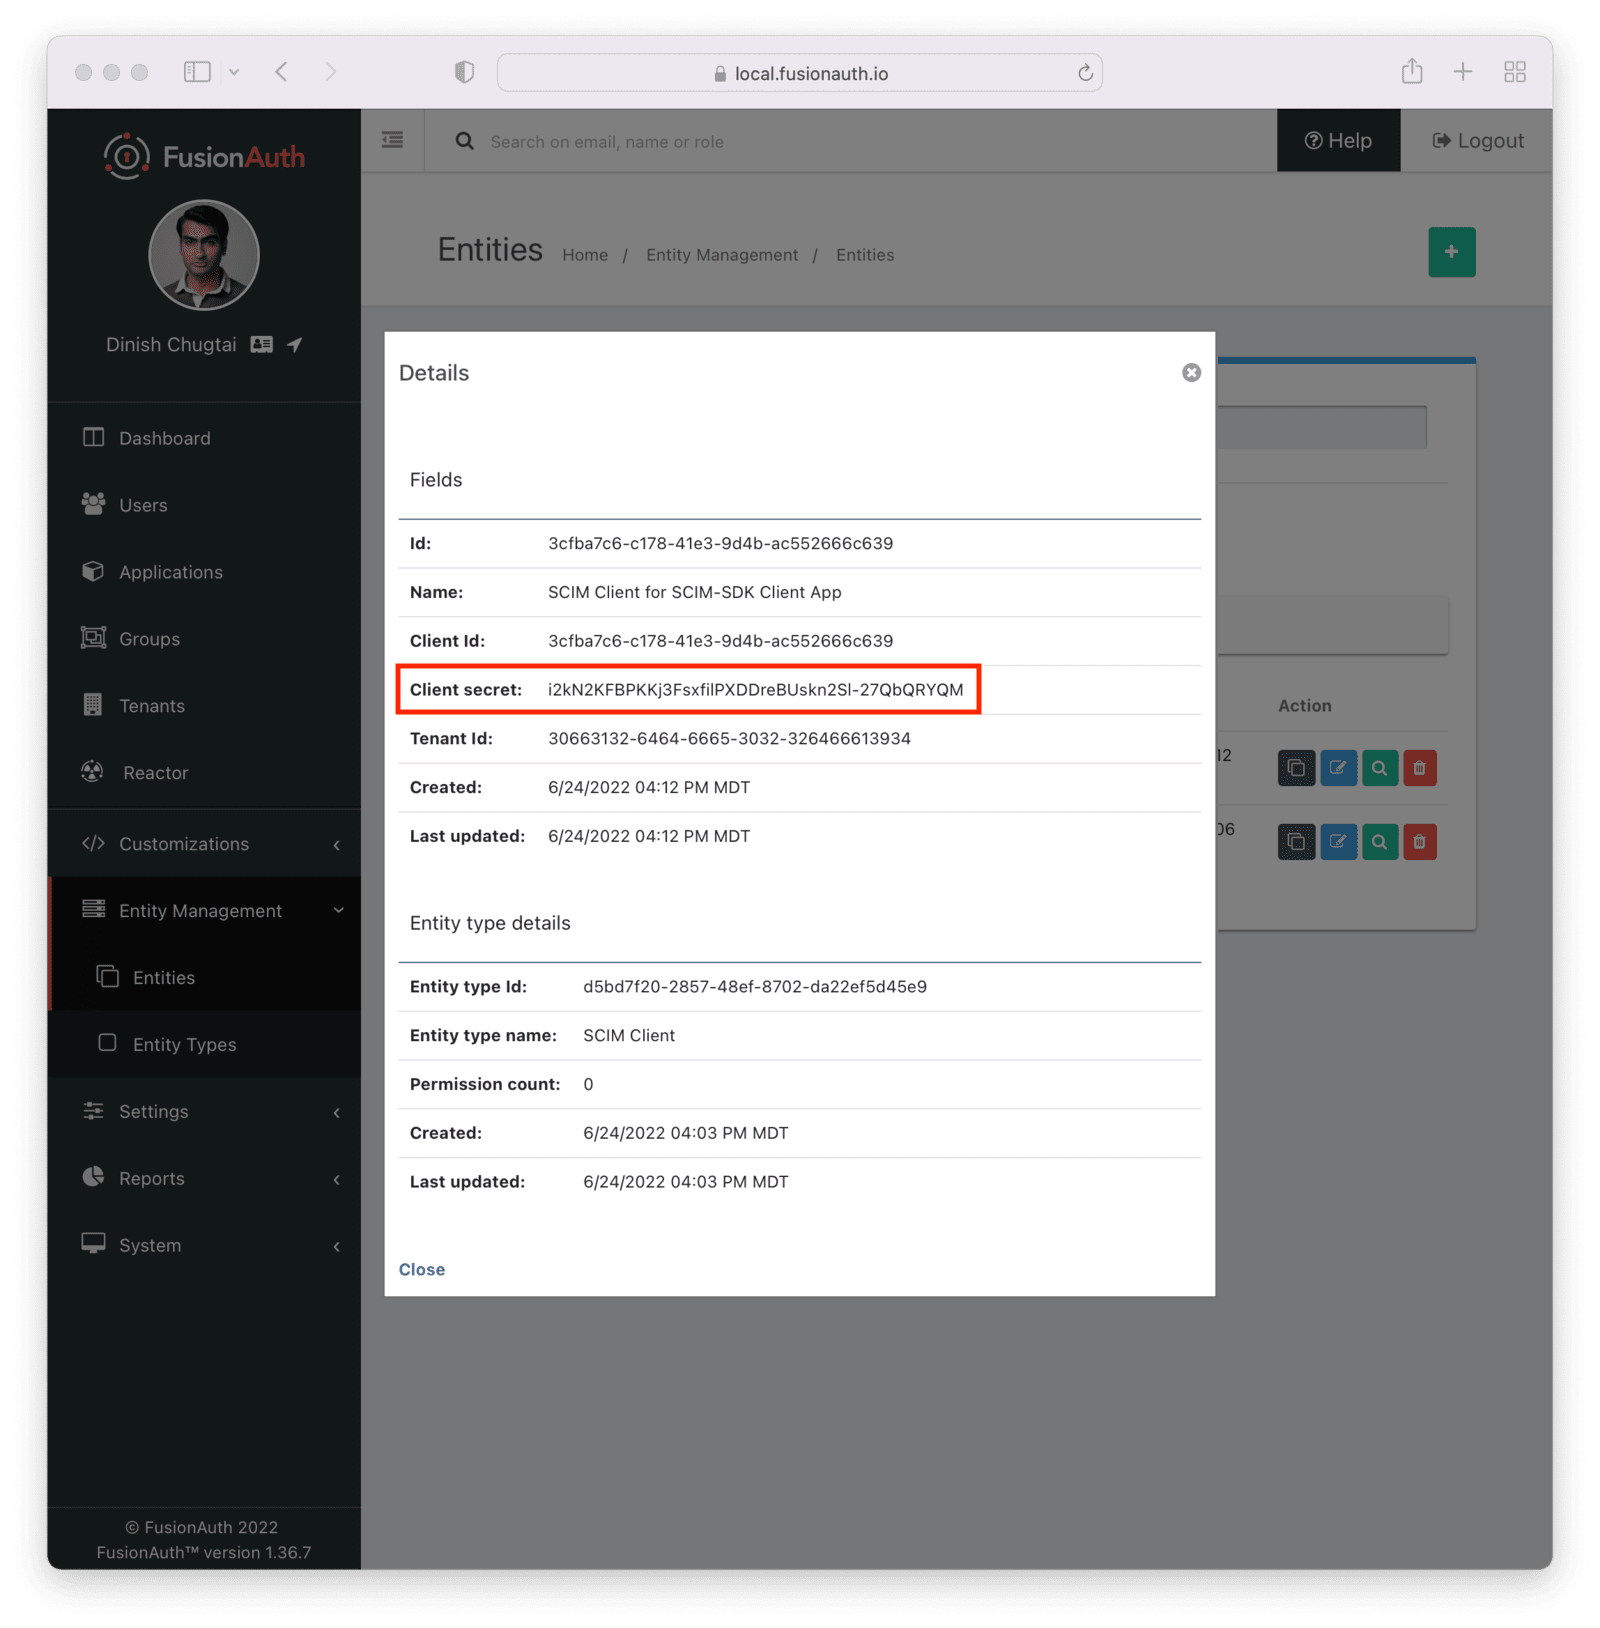 local.fusionauth.io
FusionAuth
Search on email, name or role
Help
Logout
Entities
Home / Entity Management / Entities
Dinish Chugtai
Dashboard
Users
Applications
Groups
Tenants
Reactor
Customizations
Entity Management
Entities
Entity Types
Settings
Reports
System
© FusionAuth 2022
FusionAuth™ version 1.36.7
Details
Fields
Id: 3cfba7c6-c178-41e3-9d4b-ac552666c639
Name: SCIM Client for SCIM-SDK Client App
Client Id: 3cfba7c6-c178-41e3-9d4b-ac552666c639
Client secret: i2kN2KFBPKKj3FsxfilPXDDreBUskn2Sl-27QbQRYQM
Tenant Id: 30663132-6464-6665-3032-326466613934
Created: 6/24/2022 04:12 PM MDT
Last updated: 6/24/2022 04:12 PM MDT
Entity type details
Entity type Id: d5bd7f20-2857-48ef-8702-da22ef5d45e9
Entity type name: SCIM Client
Permission count: 0
Created: 6/24/2022 04:03 PM MDT
Last updated: 6/24/2022 04:03 PM MDT
Close
Action
12
06